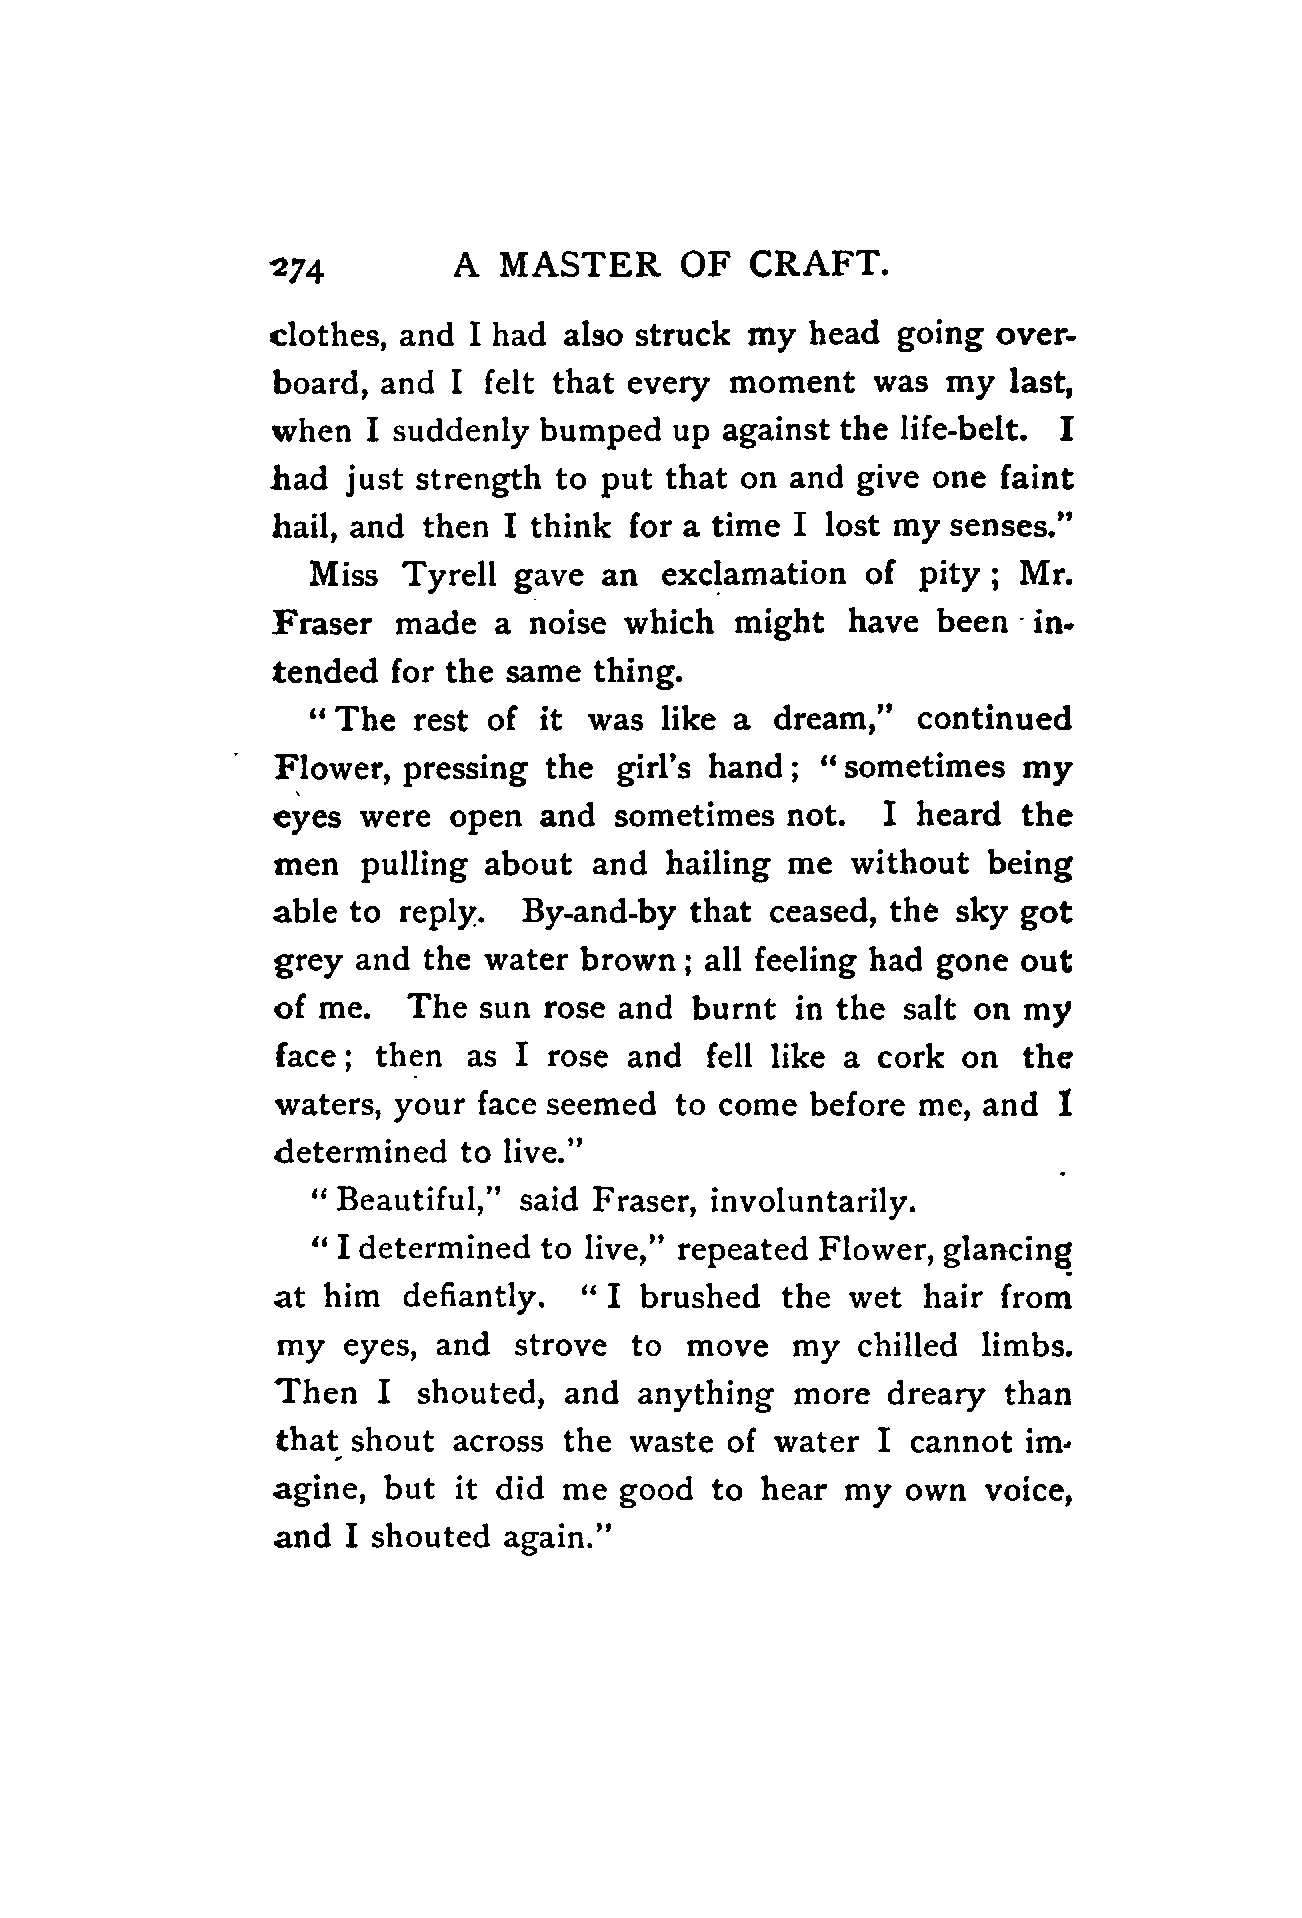 274 A MASTER OF CRAFT.
clothes, and I had also struck my head going over-
board, and I felt that every moment was my last,
when I suddenly bumped up against the life-belt. I
had just strength to put that on and give one faint
hail, and then I think for a time I lost my senses."
Miss Tyrell gave an exclamation of pity; Mr.
Fraser made a noise which might have been in-
tended for the same thing.
"The rest of it was like a dream," continued
Flower, pressing the girl's hand; "sometimes my
eyes were open and sometimes not. I heard the
men pulling about and hailing me without being
able to reply. By-and-by that ceased, the sky got
grey and the water brown; all feeling had gone out
of me. The sun rose and burnt in the salt on my
face; then as I rose and fell like a cork on the
waters, your face seemed to come before me, and I
determined to live."
"Beautiful," said Fraser, involuntarily.
"I determined to live," repeated Flower, glancing
at him defiantly. "I brushed the wet hair from
my eyes, and strove to move my chilled limbs.
Then I shouted, and anything more dreary than
that shout across the waste of water I cannot im-
agine, but it did me good to hear my own voice,
and I shouted again."